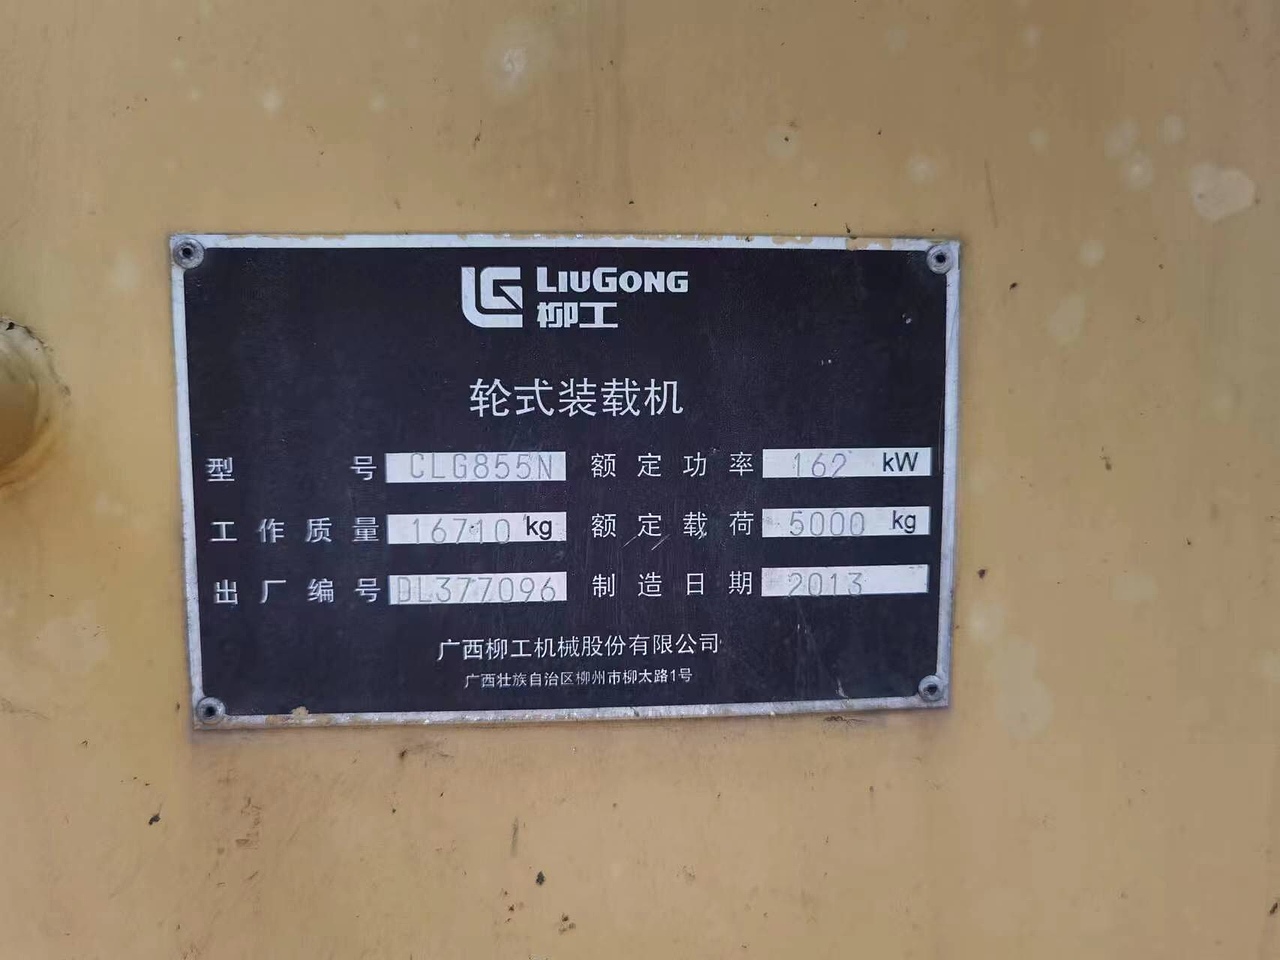 LG LIUGONG
柳工
轮式装载机
型号 CLG855N 额定功率 162 kW
工作质量 16710 kg 额定载荷 5000 kg
出厂编号 DL377096 制造日期 2013
广西柳工机械股份有限公司
广西壮族自治区柳州市柳太路1号